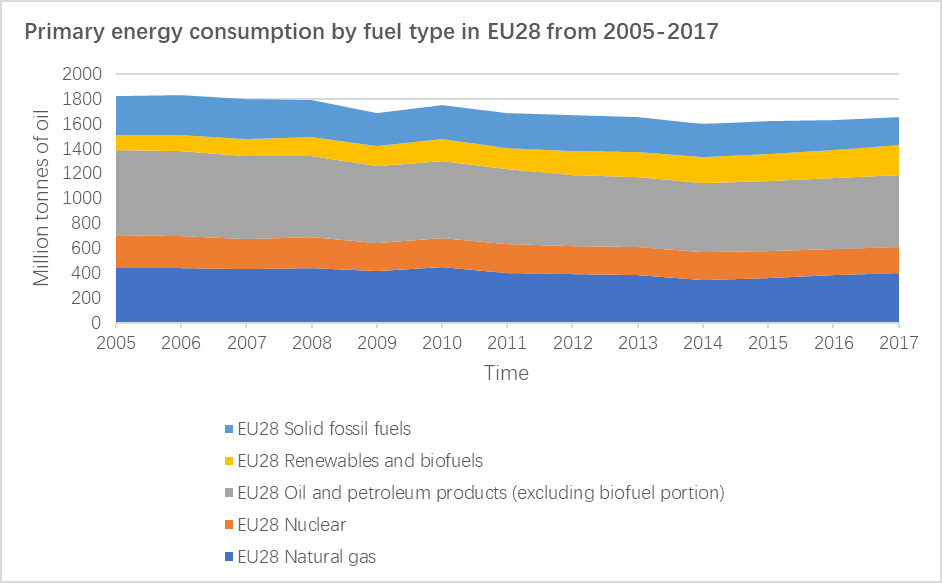 Primary energy consumption by fuel type in EU28 from 2005-2017
Million tonnes of oil
2000
1800
1600
1400
1200
1000
800
600
400
200
0
2005 2006 2007 2008 2009 2010 2011 2012 2013 2014 2015 2016 2017
Time
EU28 Solid fossil fuels
EU28 Renewables and biofuels
EU28 Oil and petroleum products (excluding biofuel portion)
EU28 Nuclear
EU28 Natural gas